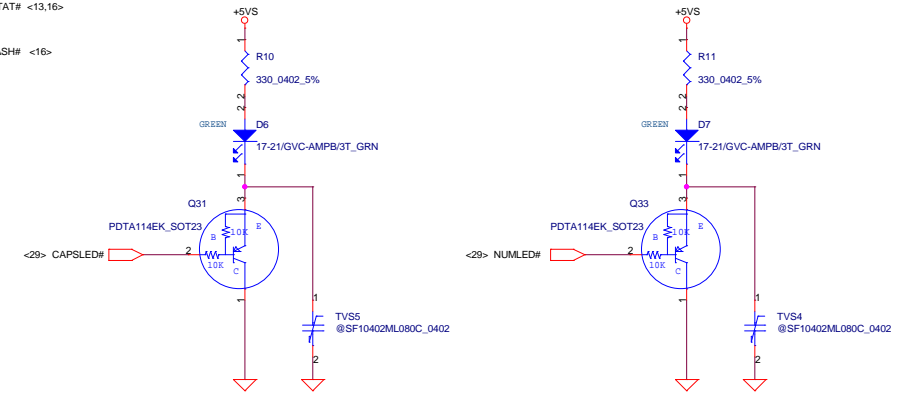 TAT# <13,16>
ASH# <16>
+5VS
1
R10
330_0402_5%
2
2
GREEN
D6
17-21/GVC-AMPB/3T_GRN
1
Q31
3
PDTA114EK_SOT23
B
10K
E
<29> CAPSLED#
2
10K
C
1
1
TVS5
@SF10402ML080C_0402
2
+5VS
1
R11
330_0402_5%
2
2
GREEN
D7
17-21/GVC-AMPB/3T_GRN
1
Q33
3
PDTA114EK_SOT23
B
10K
E
<29> NUMLED#
2
10K
C
1
1
TVS4
@SF10402ML080C_0402
2